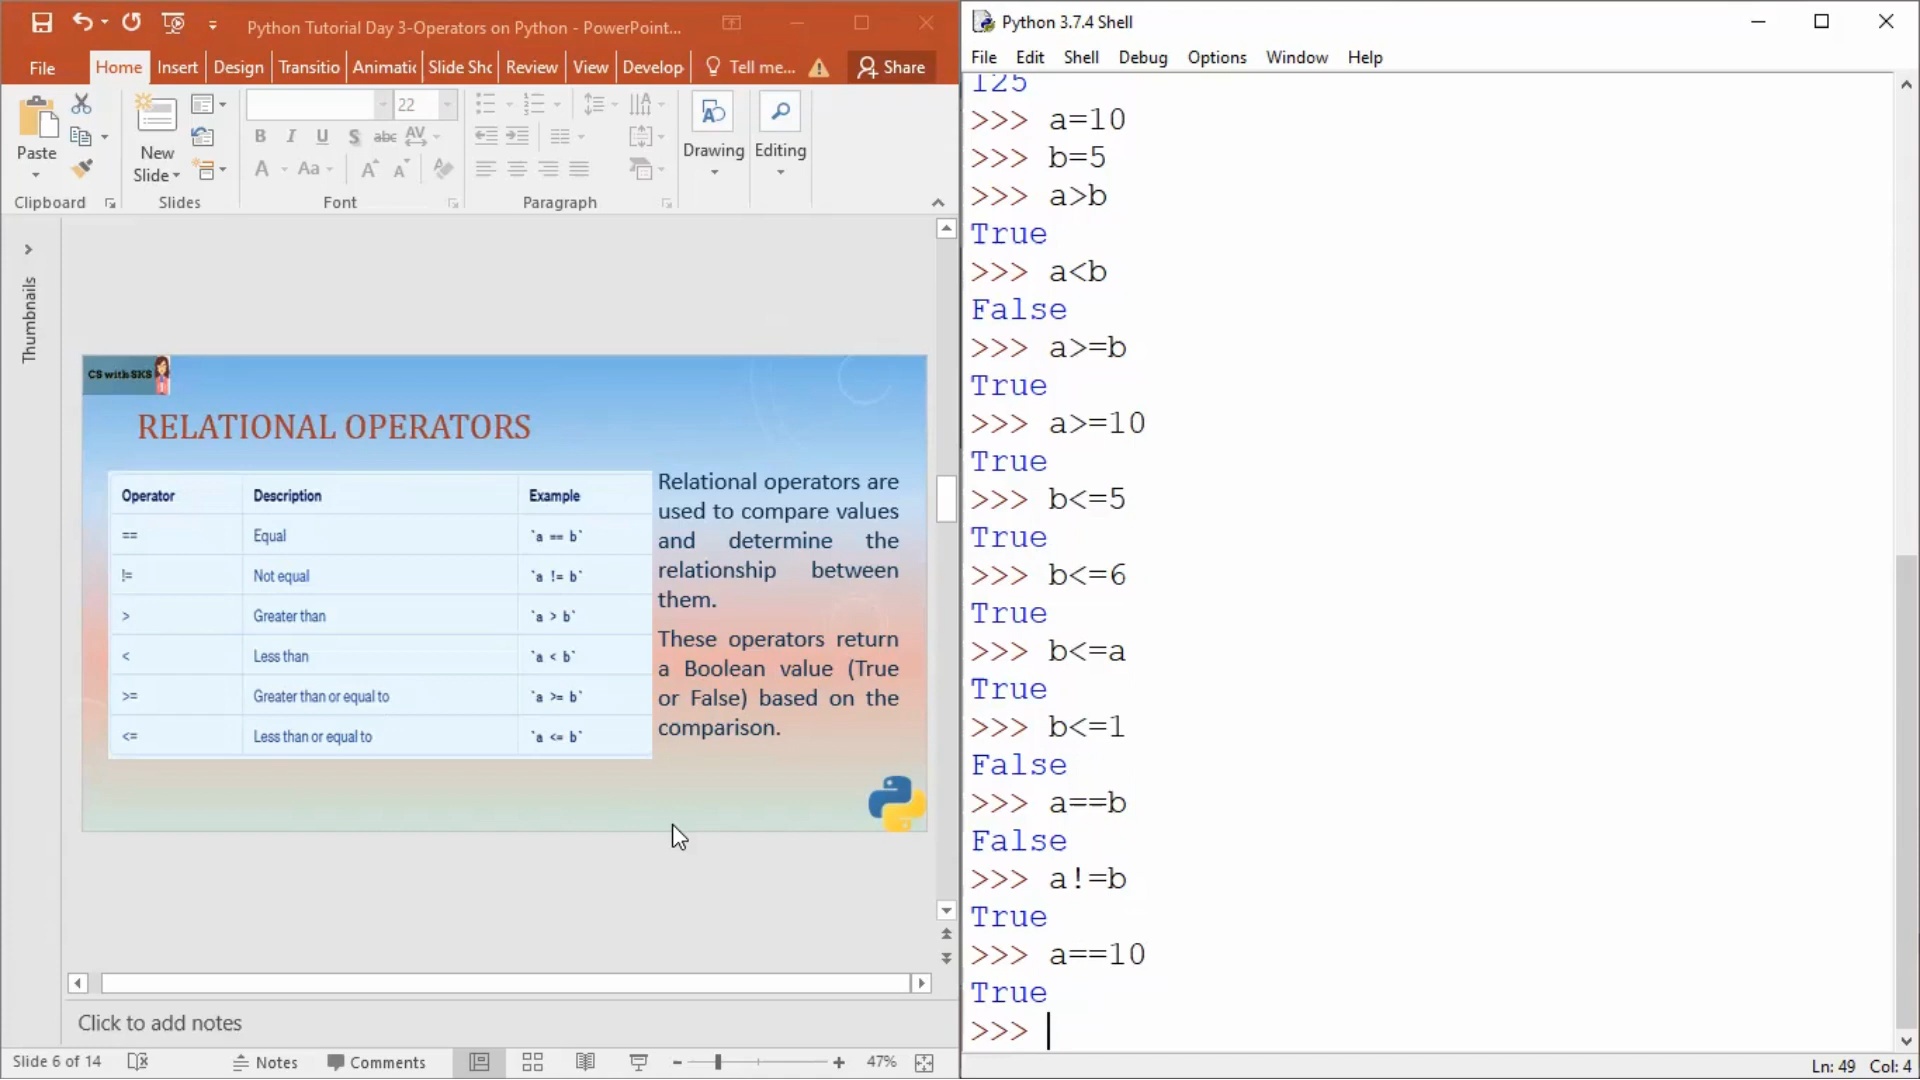 Python Tutorial Day 3-Operators on Python - PowerPoint...
File Home Insert Design Transitio Animatic Slide Shc Review View Develop Tell me... Share
22
Paste
New
Slide
Drawing
Editing
Clipboard Slides Font Paragraph
Thumbnails
CS with SKS
RELATIONAL OPERATORS
Operator Description Example
== Equal `a == b`
!= Not equal `a != b`
> Greater than `a > b`
< Less than `a < b`
>= Greater than or equal to `a >= b`
<= Less than or equal to `a <= b`
Relational operators are
used to compare values
and determine the
relationship between
them.
These operators return
a Boolean value (True
or False) based on the
comparison.
Click to add notes
Slide 6 of 14 Notes Comments 47%
Python 3.7.4 Shell
File Edit Shell Debug Options Window Help
125
>>> a=10
>>> b=5
>>> a>b
True
>>> a<b
False
>>> a>=b
True
>>> a>=10
True
>>> b<=5
True
>>> b<=6
True
>>> b<=a
True
>>> b<=1
False
>>> a==b
False
>>> a!=b
True
>>> a==10
True
>>>
Ln: 49 Col: 4